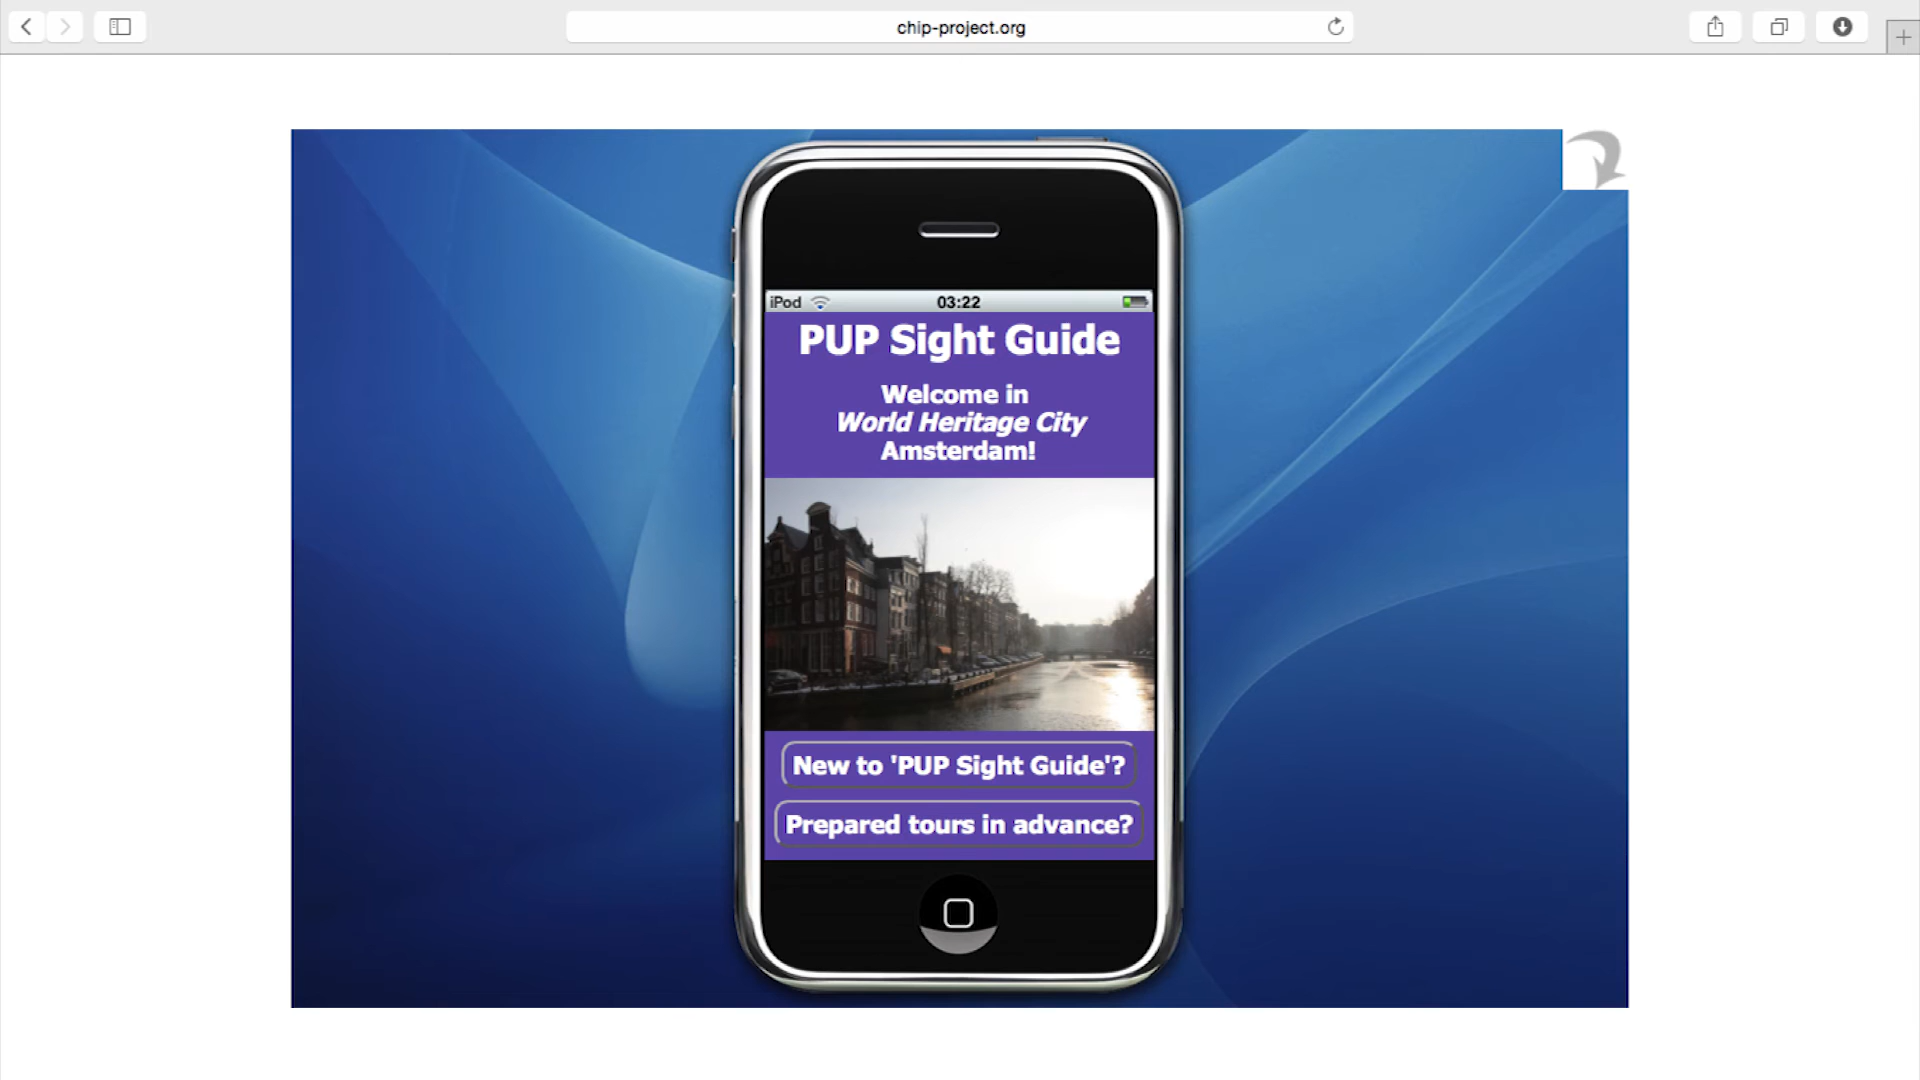 chip-project.org
iPod 03:22
PUP Sight Guide
Welcome in
World Heritage City
Amsterdam!
New to 'PUP Sight Guide'?
Prepared tours in advance?